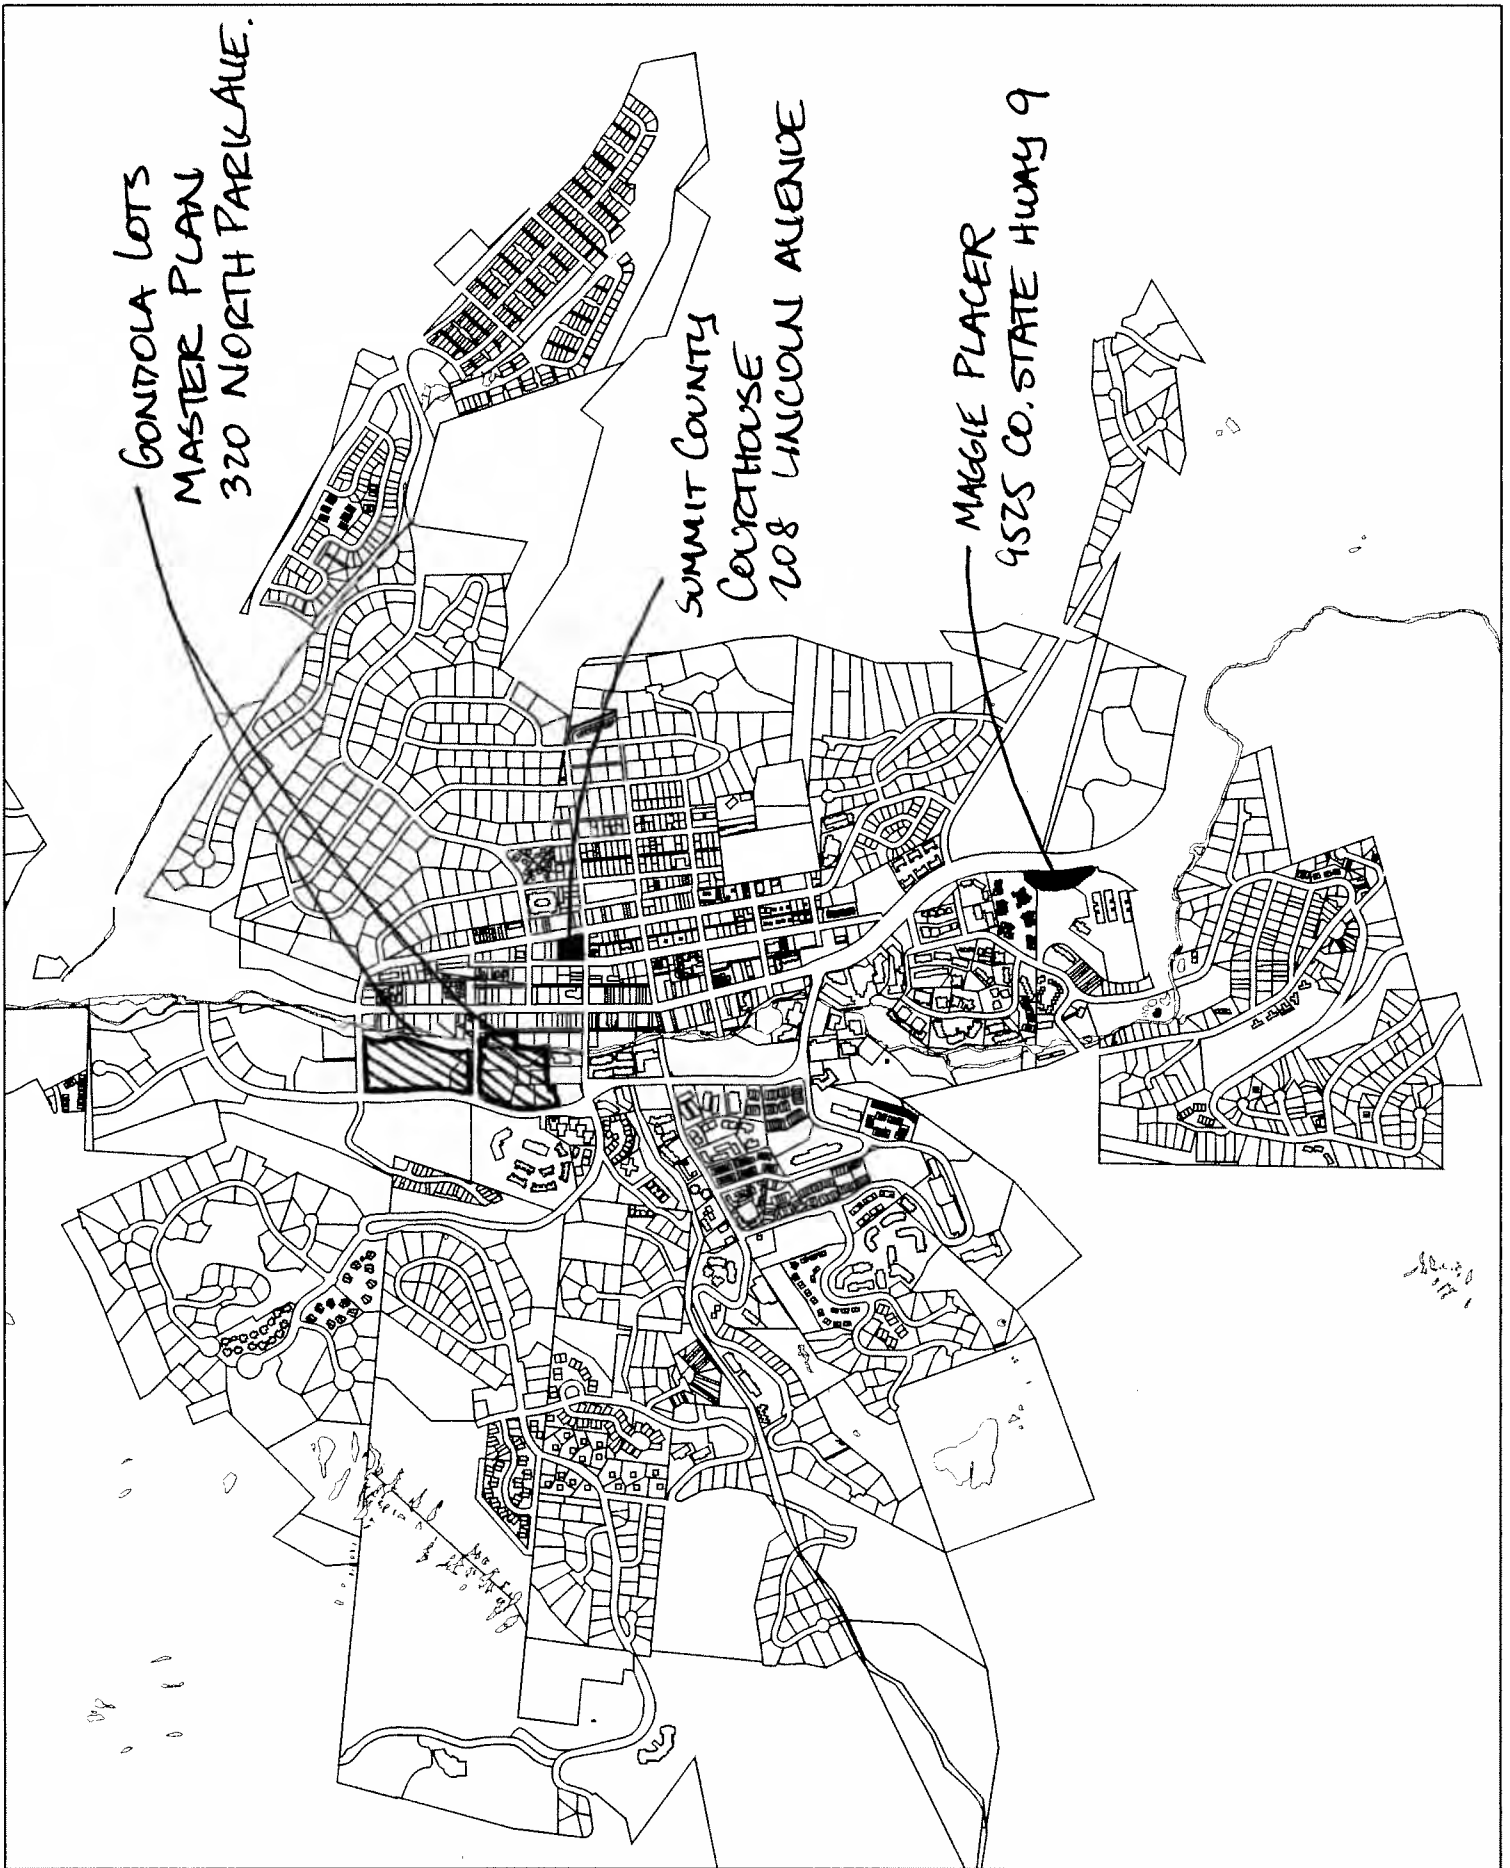 GONDOLA LOTS
MASTER PLAN
320 NORTH PARK AVE.
SUMMIT COUNTY
COURTHOUSE
208 LINCOLN AVENUE
MAGGIE PLACER
9525 CO. STATE HWAY 9